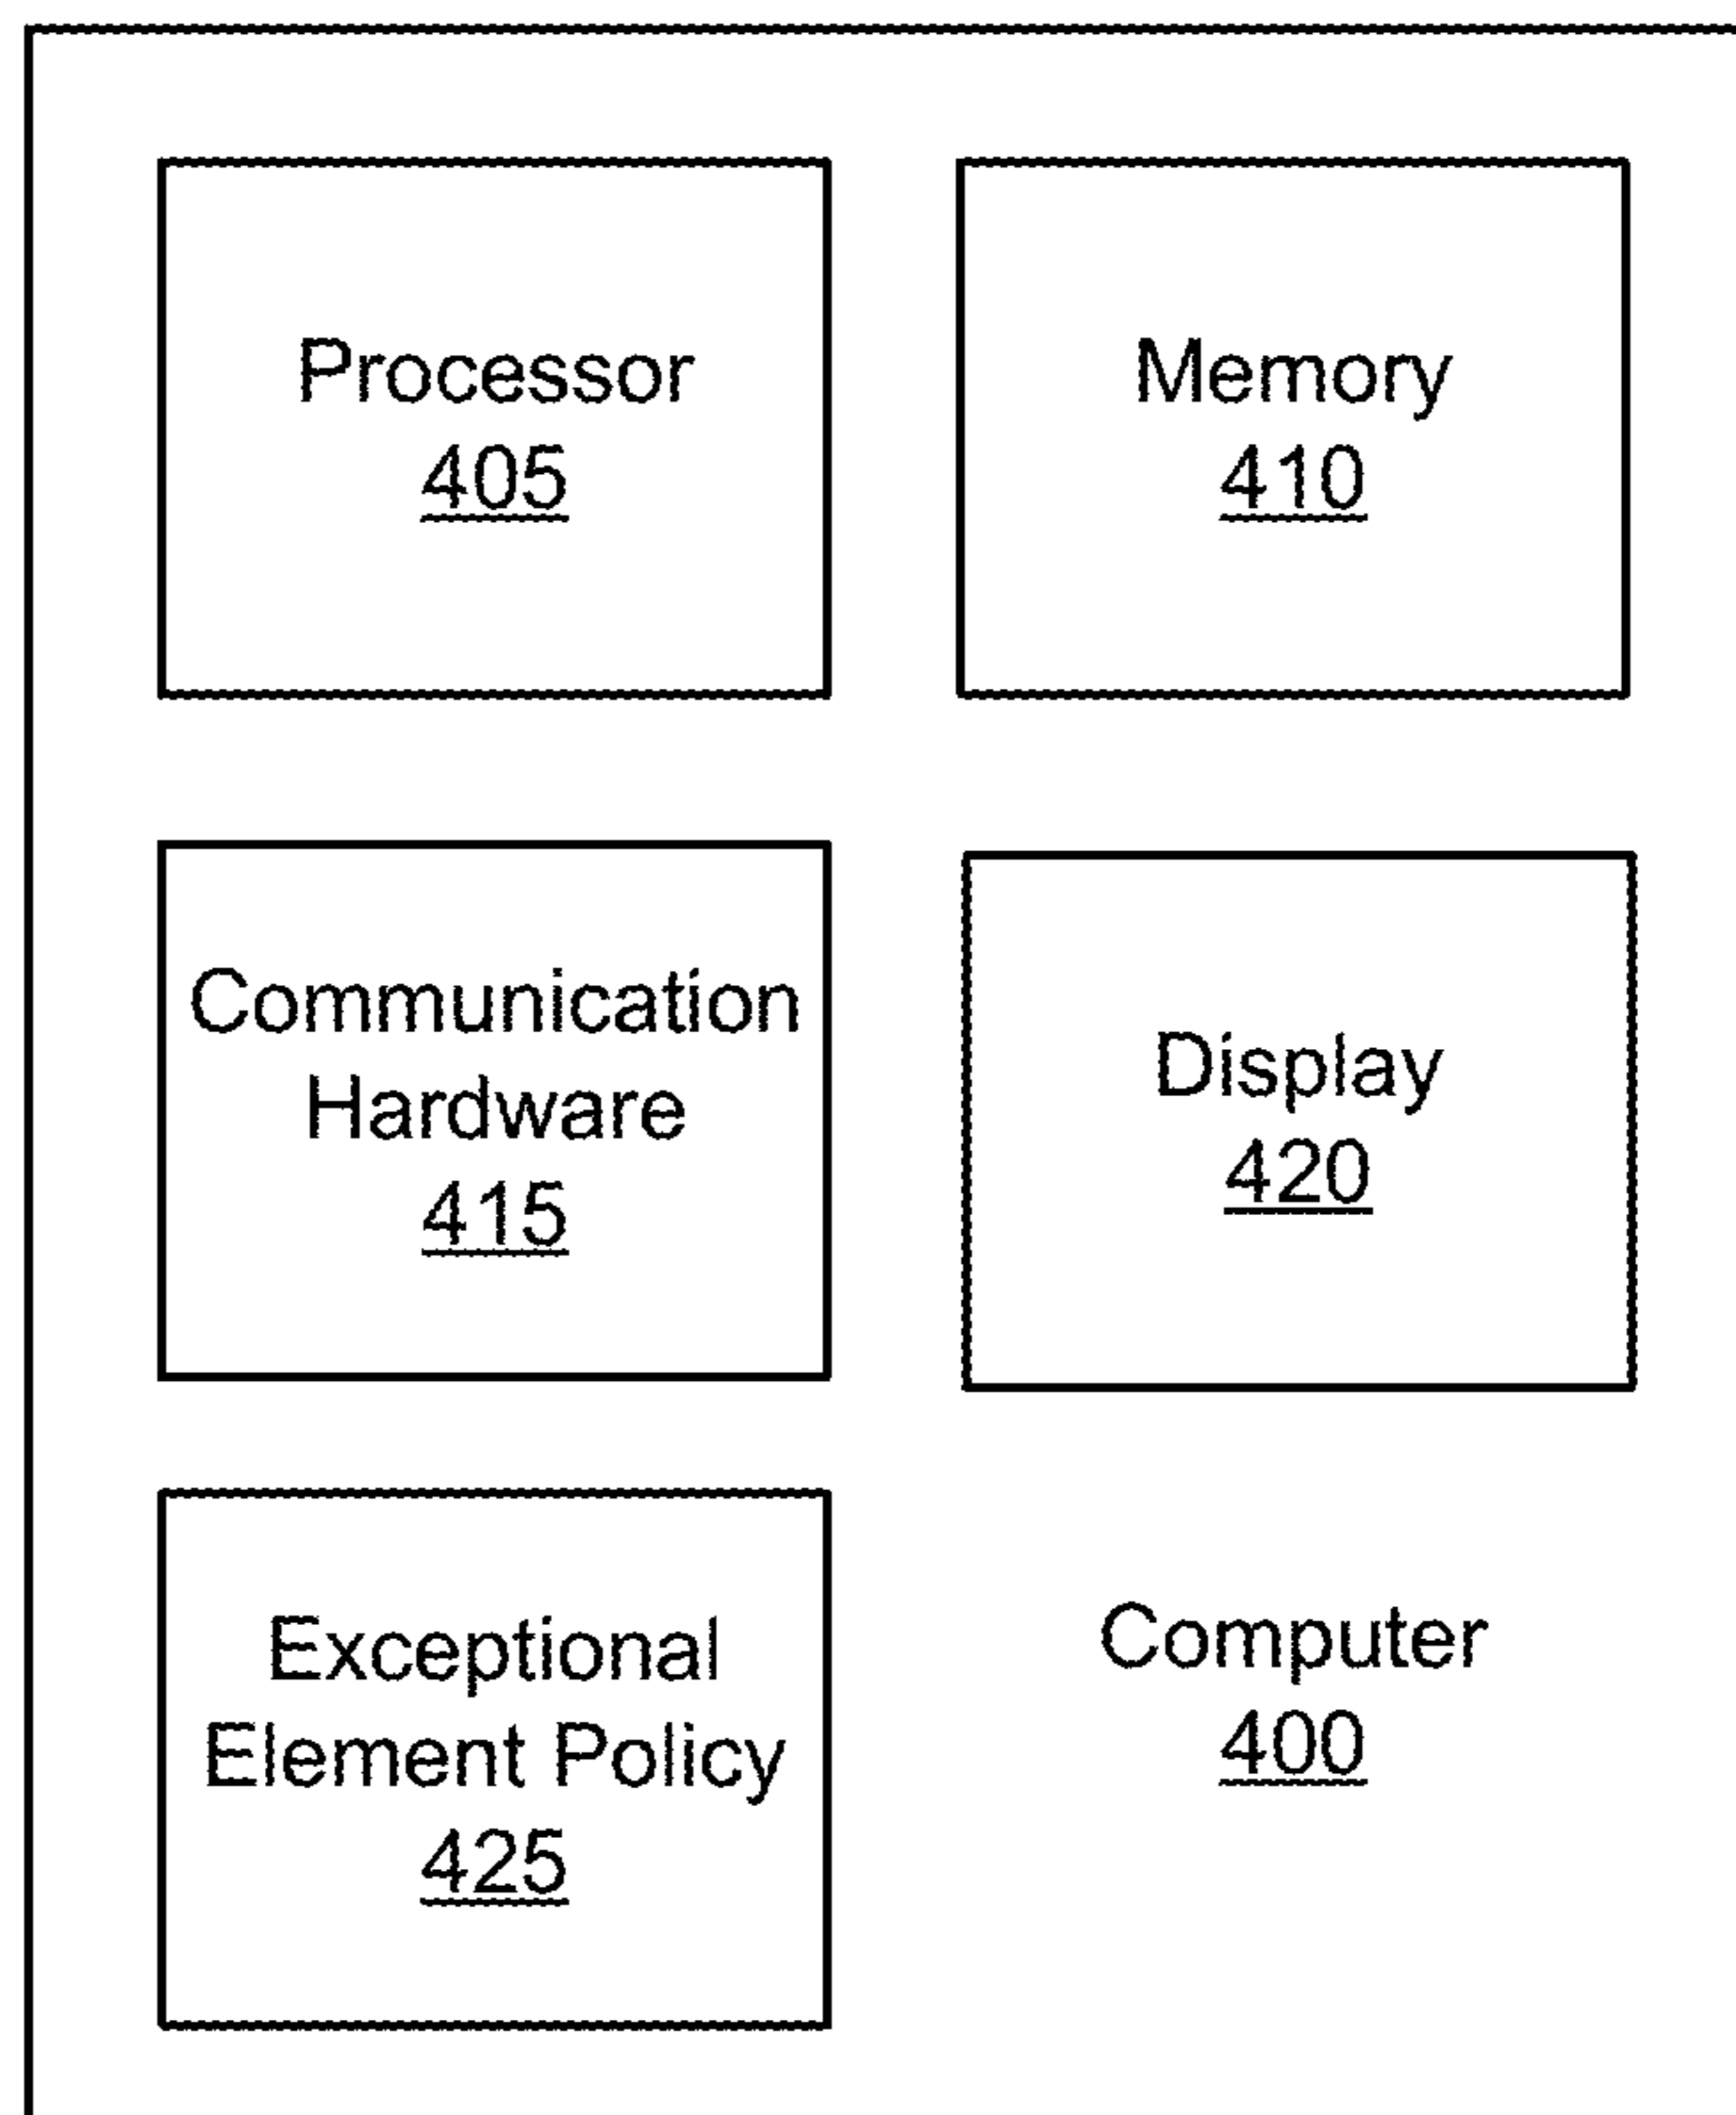 Processor
405
Memory
410
Communication
Hardware
415
Display
420
Exceptional
Element Policy
425
Computer
400